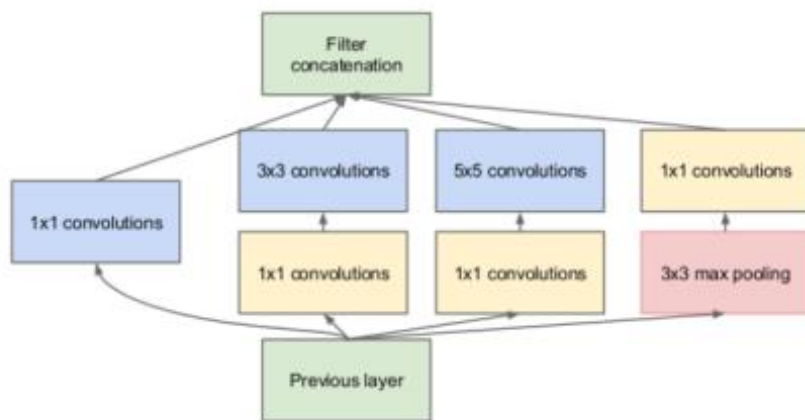 Filter
concatenation
3x3 convolutions
5x5 convolutions
1x1 convolutions
1x1 convolutions
1x1 convolutions
1x1 convolutions
3x3 max pooling
Previous layer